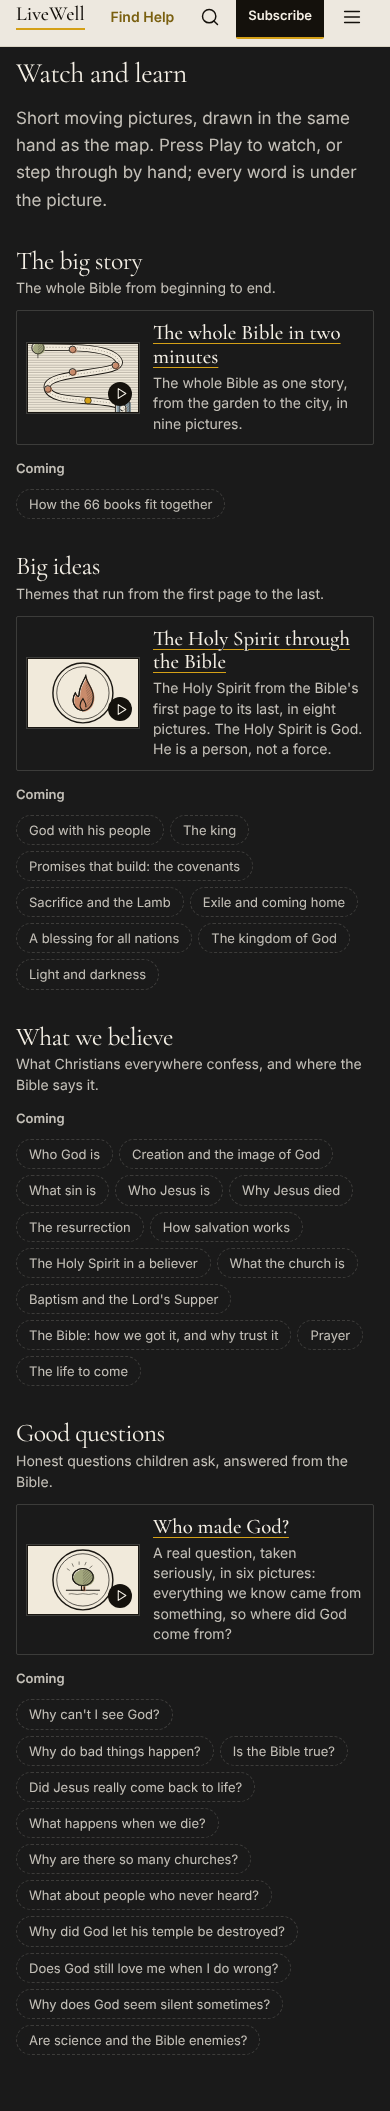 LiveWell
Find Help
Subscribe
Watch and learn
Short moving pictures, drawn in the same
hand as the map. Press Play to watch, or
step through by hand; every word is under
the picture.
The big story
The whole Bible from beginning to end.
The whole Bible in two
minutes
The whole Bible as one story,
from the garden to the city, in
nine pictures.
Coming
How the 66 books fit together
Big ideas
Themes that run from the first page to the last.
The Holy Spirit through
the Bible
The Holy Spirit from the Bible's
first page to its last, in eight
pictures. The Holy Spirit is God.
He is a person, not a force.
Coming
God with his people
The king
Promises that build: the covenants
Sacrifice and the Lamb
Exile and coming home
A blessing for all nations
The kingdom of God
Light and darkness
What we believe
What Christians everywhere confess, and where the
Bible says it.
Coming
Who God is
Creation and the image of God
What sin is
Who Jesus is
Why Jesus died
The resurrection
How salvation works
The Holy Spirit in a believer
What the church is
Baptism and the Lord's Supper
The Bible: how we got it, and why trust it
Prayer
The life to come
Good questions
Honest questions children ask, answered from the
Bible.
Who made God?
A real question, taken
seriously, in six pictures:
everything we know came from
something, so where did God
come from?
Coming
Why can't I see God?
Why do bad things happen?
Is the Bible true?
Did Jesus really come back to life?
What happens when we die?
Why are there so many churches?
What about people who never heard?
Why did God let his temple be destroyed?
Does God still love me when I do wrong?
Why does God seem silent sometimes?
Are science and the Bible enemies?